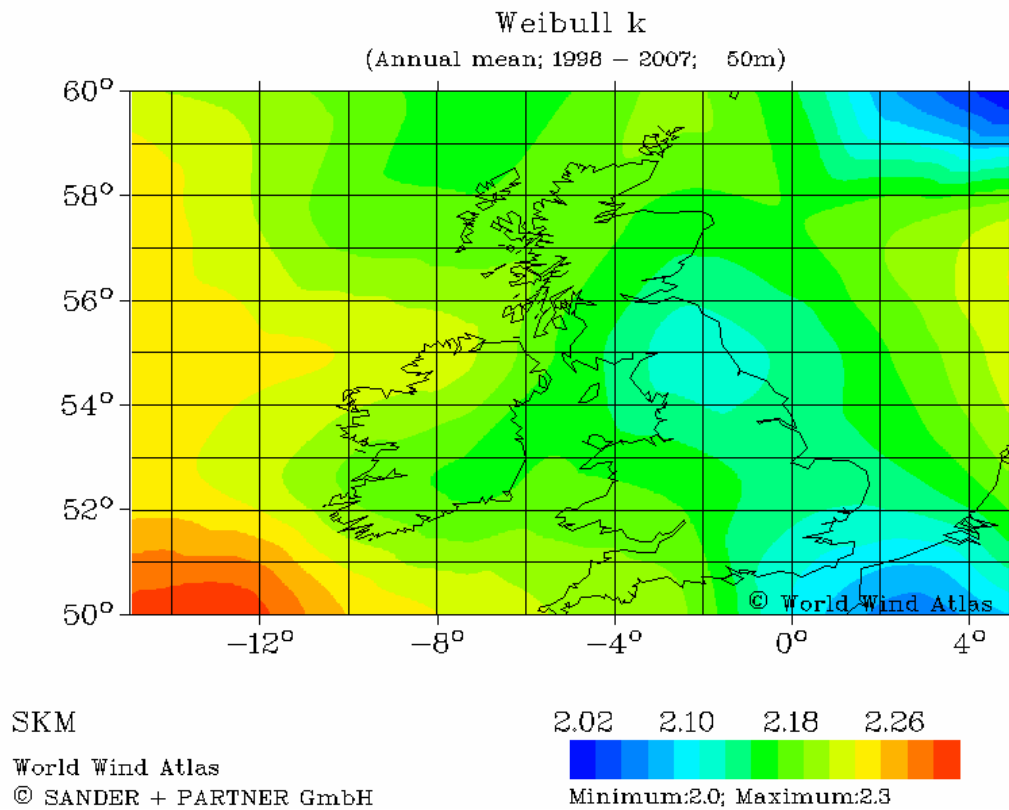 Weibull k
(Annual mean; 1998 – 2007; 50m)
60°
58°
56°
54°
52°
50°
© World Wind Atlas
−12° −8° −4° 0° 4°
SKM
2.02 2.10 2.18 2.26
World Wind Atlas
© SANDER + PARTNER GmbH
Minimum:2.0; Maximum:2.3